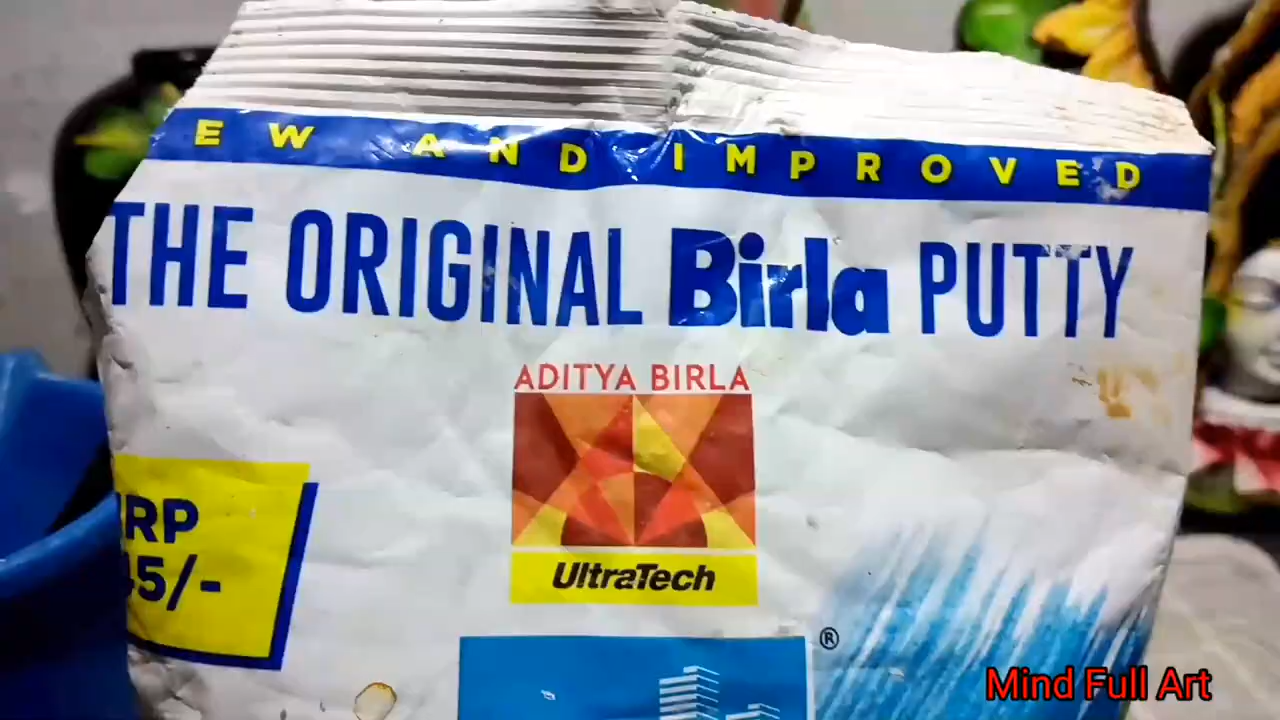 EW AND IMPROVED
THE ORIGINAL Birla PUTTY
ADITYA BIRLA
UltraTech
RP
5/-
®
Mind Full Art